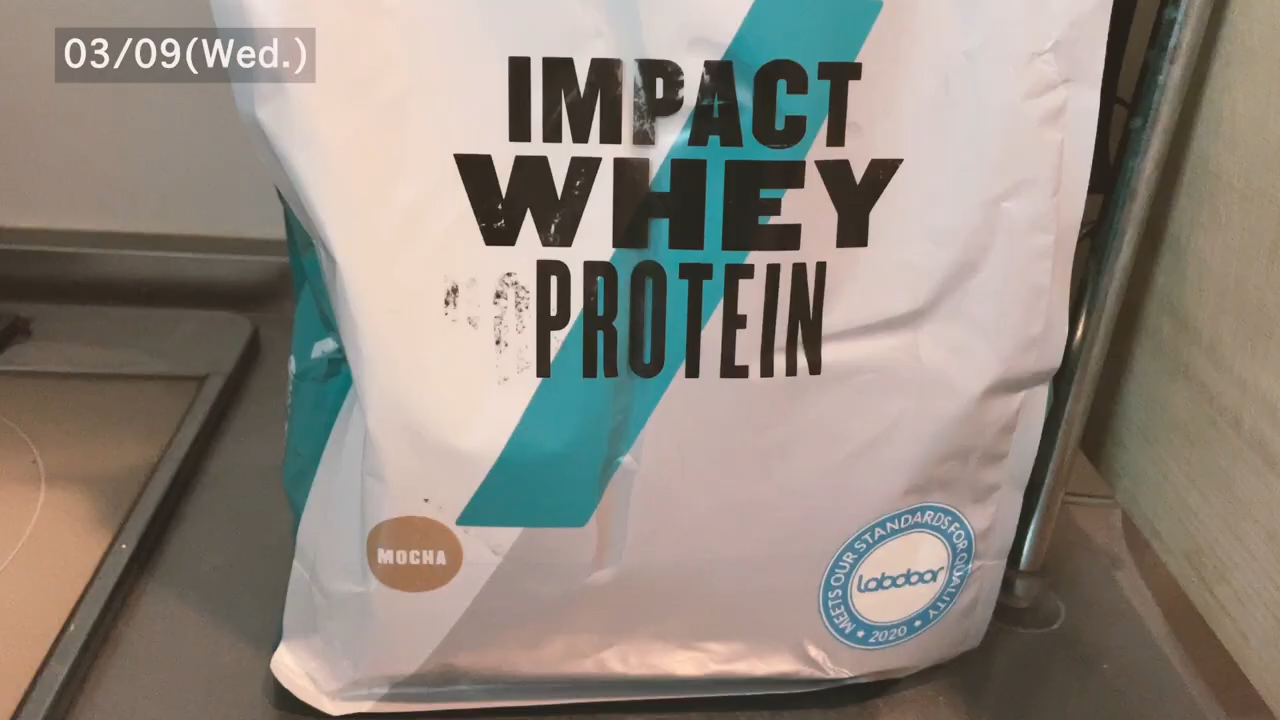 03/09(Wed.)
IMPACT
WHEY
PROTEIN
MOCHA
MEETS OUR STANDARDS FOR QUALITY
labdoor
★ 2020 ★